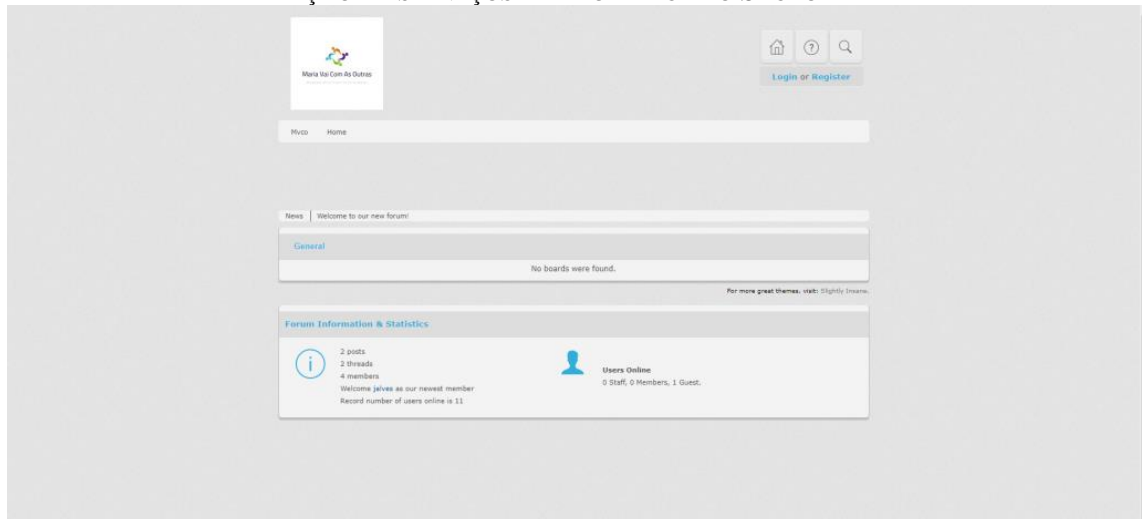 Maria Vai Com As Outras
Login or Register
Mvco Home
News Welcome to our new forum!
General
No boards were found.
For more great themes, visit: Slightly Insane.
Forum Information & Statistics
2 posts
2 threads
4 members
Welcome jalves as our newest member
Record number of users online is 11
Users Online
0 Staff, 0 Members, 1 Guest.